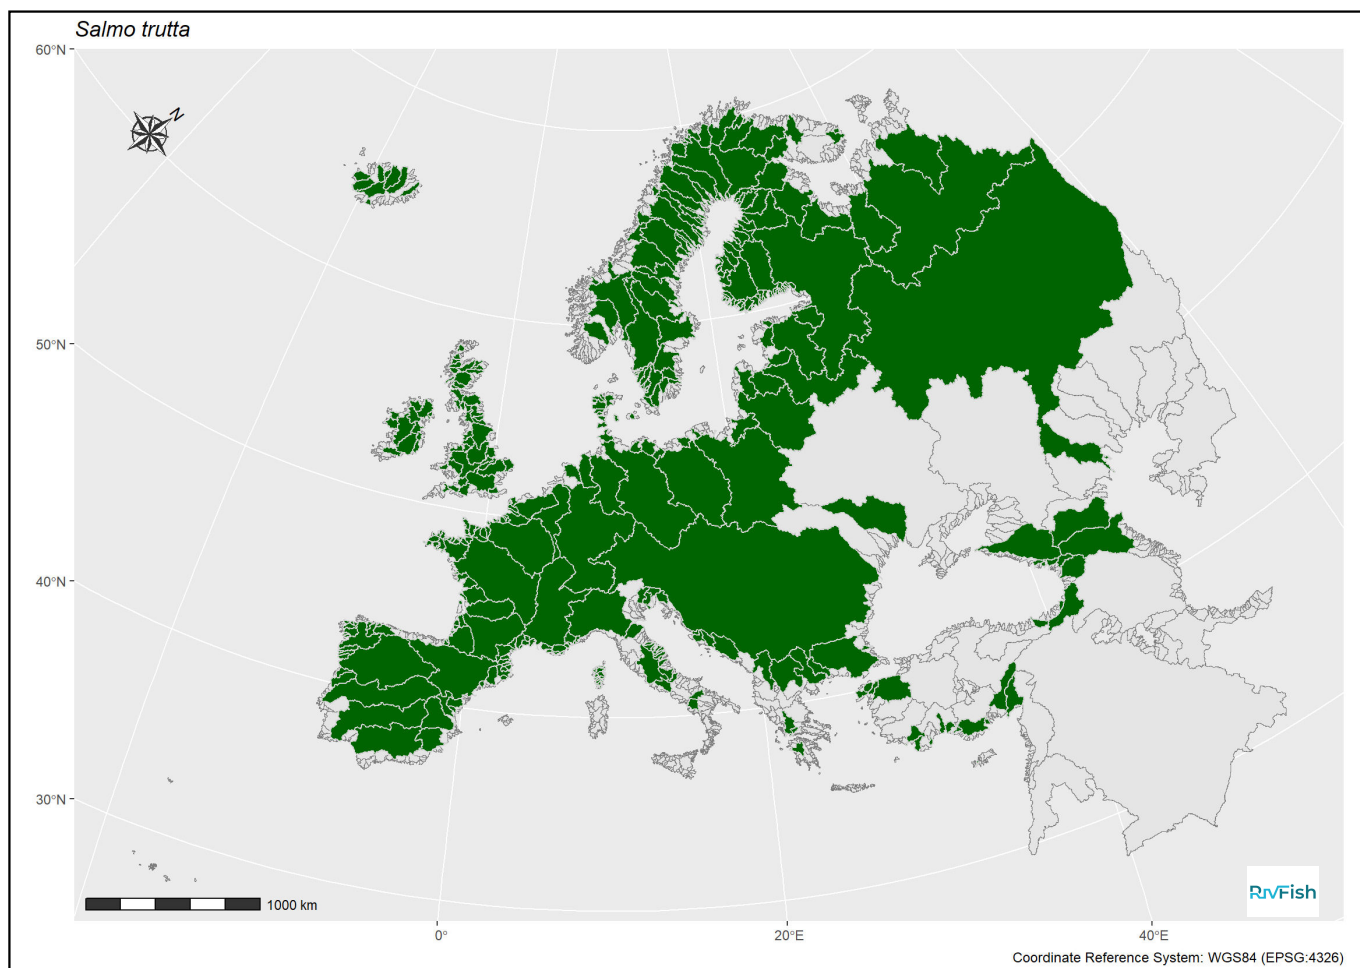 Salmo trutta
60°N
N
50°N
40°N
30°N
1000 km
RivFish
0°
20°E
40°E
Coordinate Reference System: WGS84 (EPSG:4326)